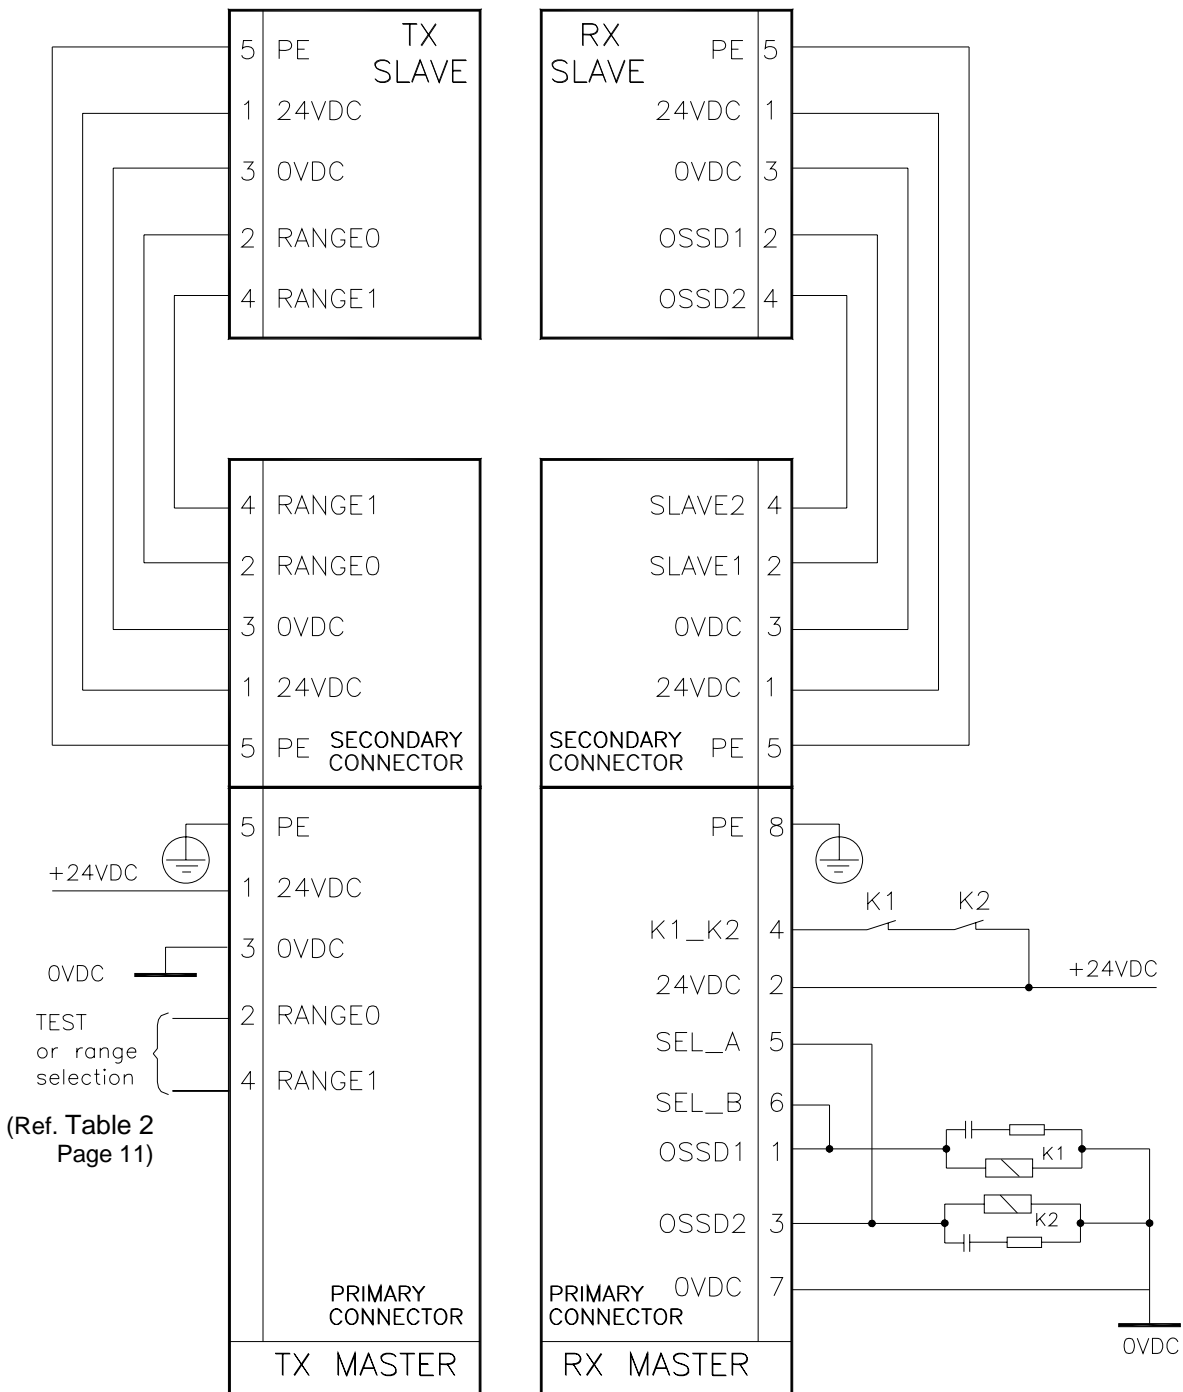 TX
SLAVE
5 PE
1 24VDC
3 0VDC
2 RANGE0
4 RANGE1
RX
SLAVE
PE 5
24VDC 1
0VDC 3
OSSD1 2
OSSD2 4
4 RANGE1
2 RANGE0
3 0VDC
1 24VDC
5 PE
SECONDARY
CONNECTOR
SLAVE2 4
SLAVE1 2
0VDC 3
24VDC 1
PE 5
SECONDARY
CONNECTOR
5 PE
+24VDC
1 24VDC
3 0VDC
0VDC
2 RANGE0
TEST
or range
selection
4 RANGE1
(Ref. Table 2
Page 11)
PRIMARY
CONNECTOR
TX MASTER
PE 8
K1 K2
K1_K2 4
+24VDC
24VDC 2
SEL_A 5
SEL_B 6
OSSD1 1
K1
OSSD2 3
K2
0VDC 7
PRIMARY
CONNECTOR
0VDC
RX MASTER